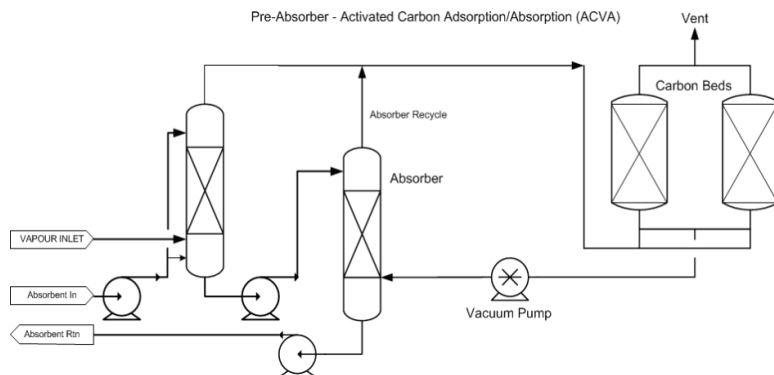 Pre-Absorber - Activated Carbon Adsorption/Absorption (ACVA)
Vent
Carbon Beds
Absorber Recycle
Absorber
VAPOUR INLET
Absorbent In
Vacuum Pump
Absorbent Rtn